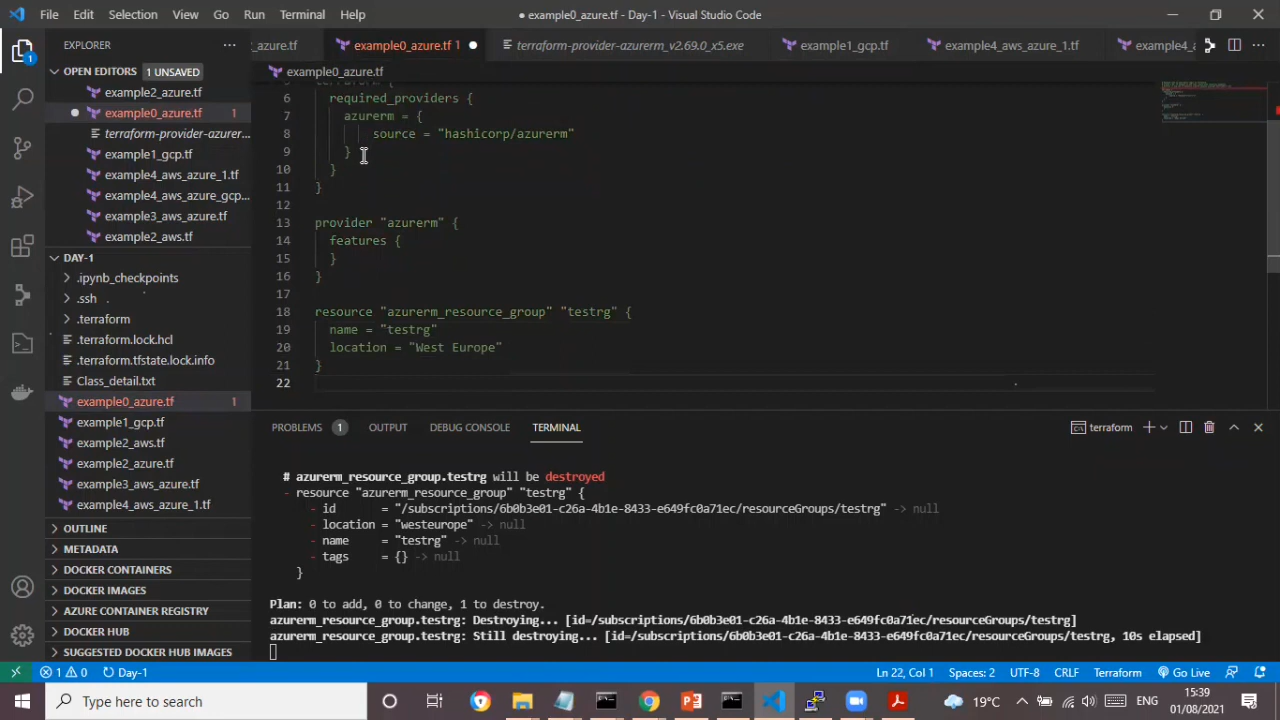 File Edit Selection View Go Run Terminal Help
● example0_azure.tf - Day-1 - Visual Studio Code
EXPLORER
_azure.tf
example0_azure.tf 1
terraform-provider-azurerm_v2.69.0_x5.exe
example1_gcp.tf
example4_aws_azure_1.tf
example4_a
OPEN EDITORS 1 UNSAVED
example2_azure.tf
example0_azure.tf 1
terraform-provider-azurer...
example1_gcp.tf
example4_aws_azure_1.tf
example4_aws_azure_gcp...
example3_aws_azure.tf
example2_aws.tf
DAY-1
.ipynb_checkpoints
.ssh
.terraform
.terraform.lock.hcl
.terraform.tfstate.lock.info
Class_detail.txt
example0_azure.tf 1
example1_gcp.tf
example2_aws.tf
example2_azure.tf
example3_aws_azure.tf
example4_aws_azure_1.tf
OUTLINE
METADATA
DOCKER CONTAINERS
DOCKER IMAGES
AZURE CONTAINER REGISTRY
DOCKER HUB
SUGGESTED DOCKER HUB IMAGES
example0_azure.tf
6 required_providers {
7 azurerm = {
8 source = "hashicorp/azurerm"
9 }
10 }
11 }
12
13 provider "azurerm" {
14 features {
15 }
16 }
17
18 resource "azurerm_resource_group" "testrg" {
19 name = "testrg"
20 location = "West Europe"
21 }
22
PROBLEMS 1 OUTPUT DEBUG CONSOLE TERMINAL
terraform
# azurerm_resource_group.testrg will be destroyed
- resource "azurerm_resource_group" "testrg" {
- id = "/subscriptions/6b0b3e01-c26a-4b1e-8433-e649fc0a71ec/resourceGroups/testrg" -> null
- location = "westeurope" -> null
- name = "testrg" -> null
- tags = {} -> null
}
Plan: 0 to add, 0 to change, 1 to destroy.
azurerm_resource_group.testrg: Destroying... [id=/subscriptions/6b0b3e01-c26a-4b1e-8433-e649fc0a71ec/resourceGroups/testrg]
azurerm_resource_group.testrg: Still destroying... [id=/subscriptions/6b0b3e01-c26a-4b1e-8433-e649fc0a71ec/resourceGroups/testrg, 10s elapsed]
1 0 Day-1
Ln 22, Col 1 Spaces: 2 UTF-8 CRLF Terraform Go Live
Type here to search
19°C
ENG
15:39
01/08/2021